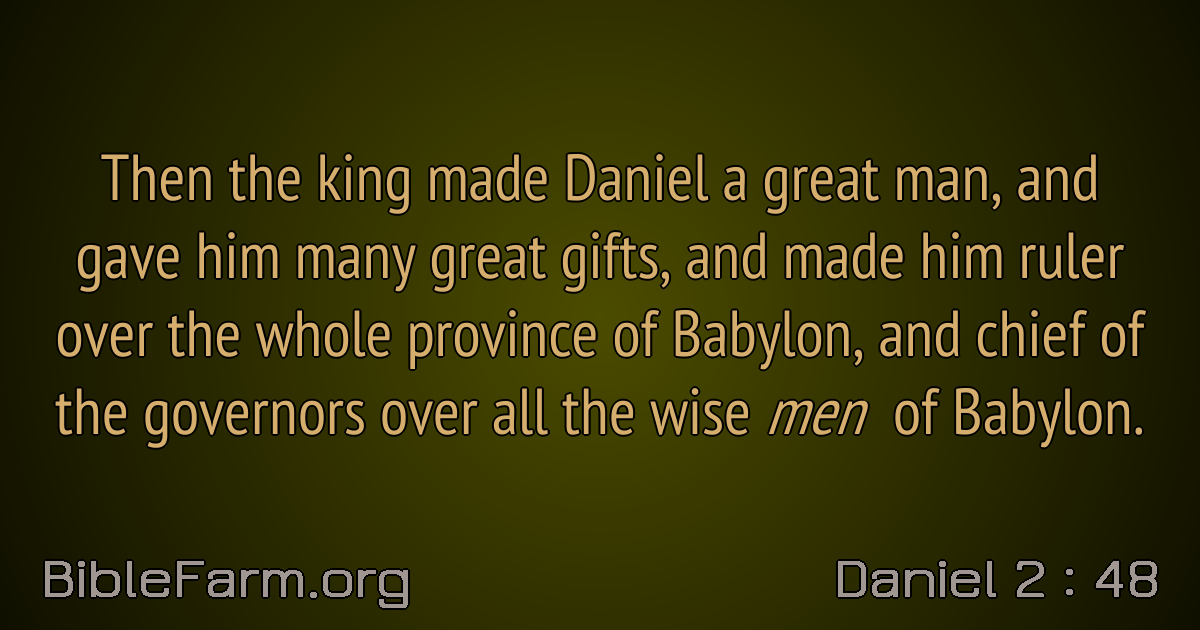 Then the king made Daniel a great man, and
gave him many great gifts, and made him ruler
over the whole province of Babylon, and chief of
the governors over all the wise men of Babylon.
BibleFarm.org
Daniel 2 : 48